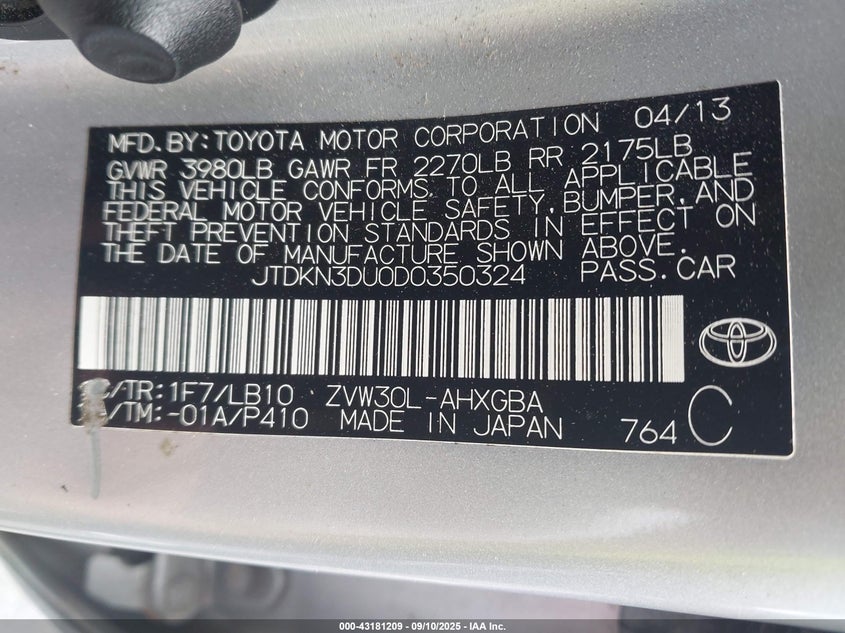 MFD.BY:TOYOTA MOTOR CORPORATION 04/13
GVWR 3980LB GAWR FR 2270LB RR 2175LB
THIS VEHICLE CONFORMS TO ALL APPLICABLE
FEDERAL MOTOR VEHICLE SAFETY,BUMPER,AND
THEFT PREVENTION STANDARDS IN EFFECT ON
THE DATE OF MANUFACTURE SHOWN ABOVE.
JTDKN3DU0D0350324 PASS.CAR
C/TR:1F7/LB10 ZVW30L-AHXGBA
/TM:-01A/P410 MADE IN JAPAN 764 C
000-43181209 - 09/10/2025 - IAA Inc.